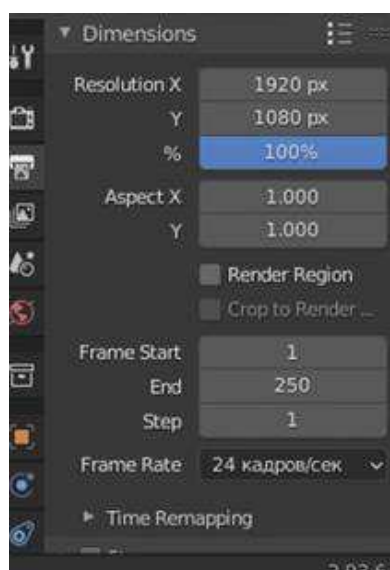 Dimensions
Resolution X 1920 px
Y 1080 px
% 100%
Aspect X 1.000
Y 1.000
Render Region
Crop to Render ...
Frame Start 1
End 250
Step 1
Frame Rate 24 кадров/сек
Time Remapping